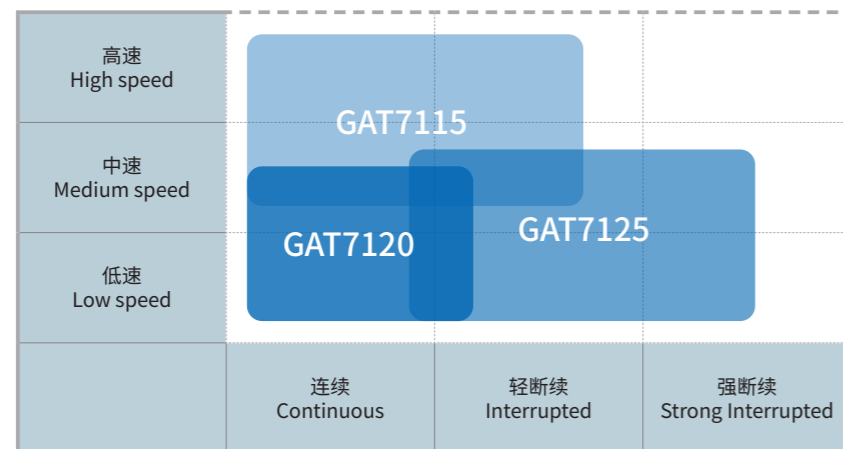 高速
High speed
GAT7115
中速
Medium speed
GAT7125
GAT7120
低速
Low speed
连续
Continuous
轻断续
Interrupted
强断续
Strong Interrupted